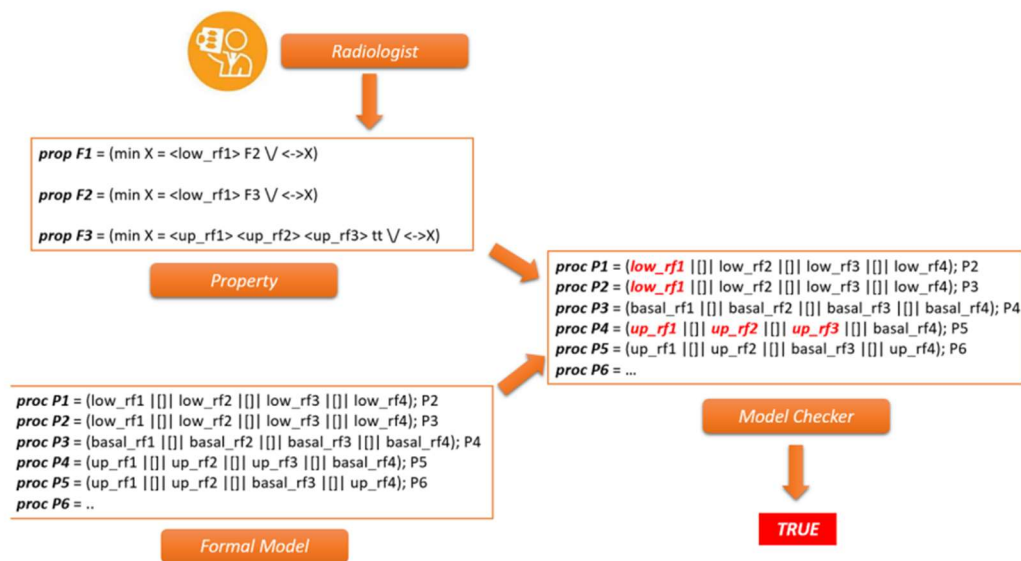 Radiologist
prop F1 = (min X = <low_rf1> F2 \/ <->X)
prop F2 = (min X = <low_rf1> F3 \/ <->X)
prop F3 = (min X = <up_rf1> <up_rf2> <up_rf3> tt \/ <->X)
Property
proc P1 = (low_rf1 |[]| low_rf2 |[]| low_rf3 |[]| low_rf4); P2
proc P2 = (low_rf1 |[]| low_rf2 |[]| low_rf3 |[]| low_rf4); P3
proc P3 = (basal_rf1 |[]| basal_rf2 |[]| basal_rf3 |[]| basal_rf4); P4
proc P4 = (up_rf1 |[]| up_rf2 |[]| up_rf3 |[]| basal_rf4); P5
proc P5 = (up_rf1 |[]| up_rf2 |[]| basal_rf3 |[]| up_rf4); P6
proc P6 = ..
Formal Model
proc P1 = (low_rf1 |[]| low_rf2 |[]| low_rf3 |[]| low_rf4); P2
proc P2 = (low_rf1 |[]| low_rf2 |[]| low_rf3 |[]| low_rf4); P3
proc P3 = (basal_rf1 |[]| basal_rf2 |[]| basal_rf3 |[]| basal_rf4); P4
proc P4 = (up_rf1 |[]| up_rf2 |[]| up_rf3 |[]| basal_rf4); P5
proc P5 = (up_rf1 |[]| up_rf2 |[]| basal_rf3 |[]| up_rf4); P6
proc P6 = ...
Model Checker
TRUE